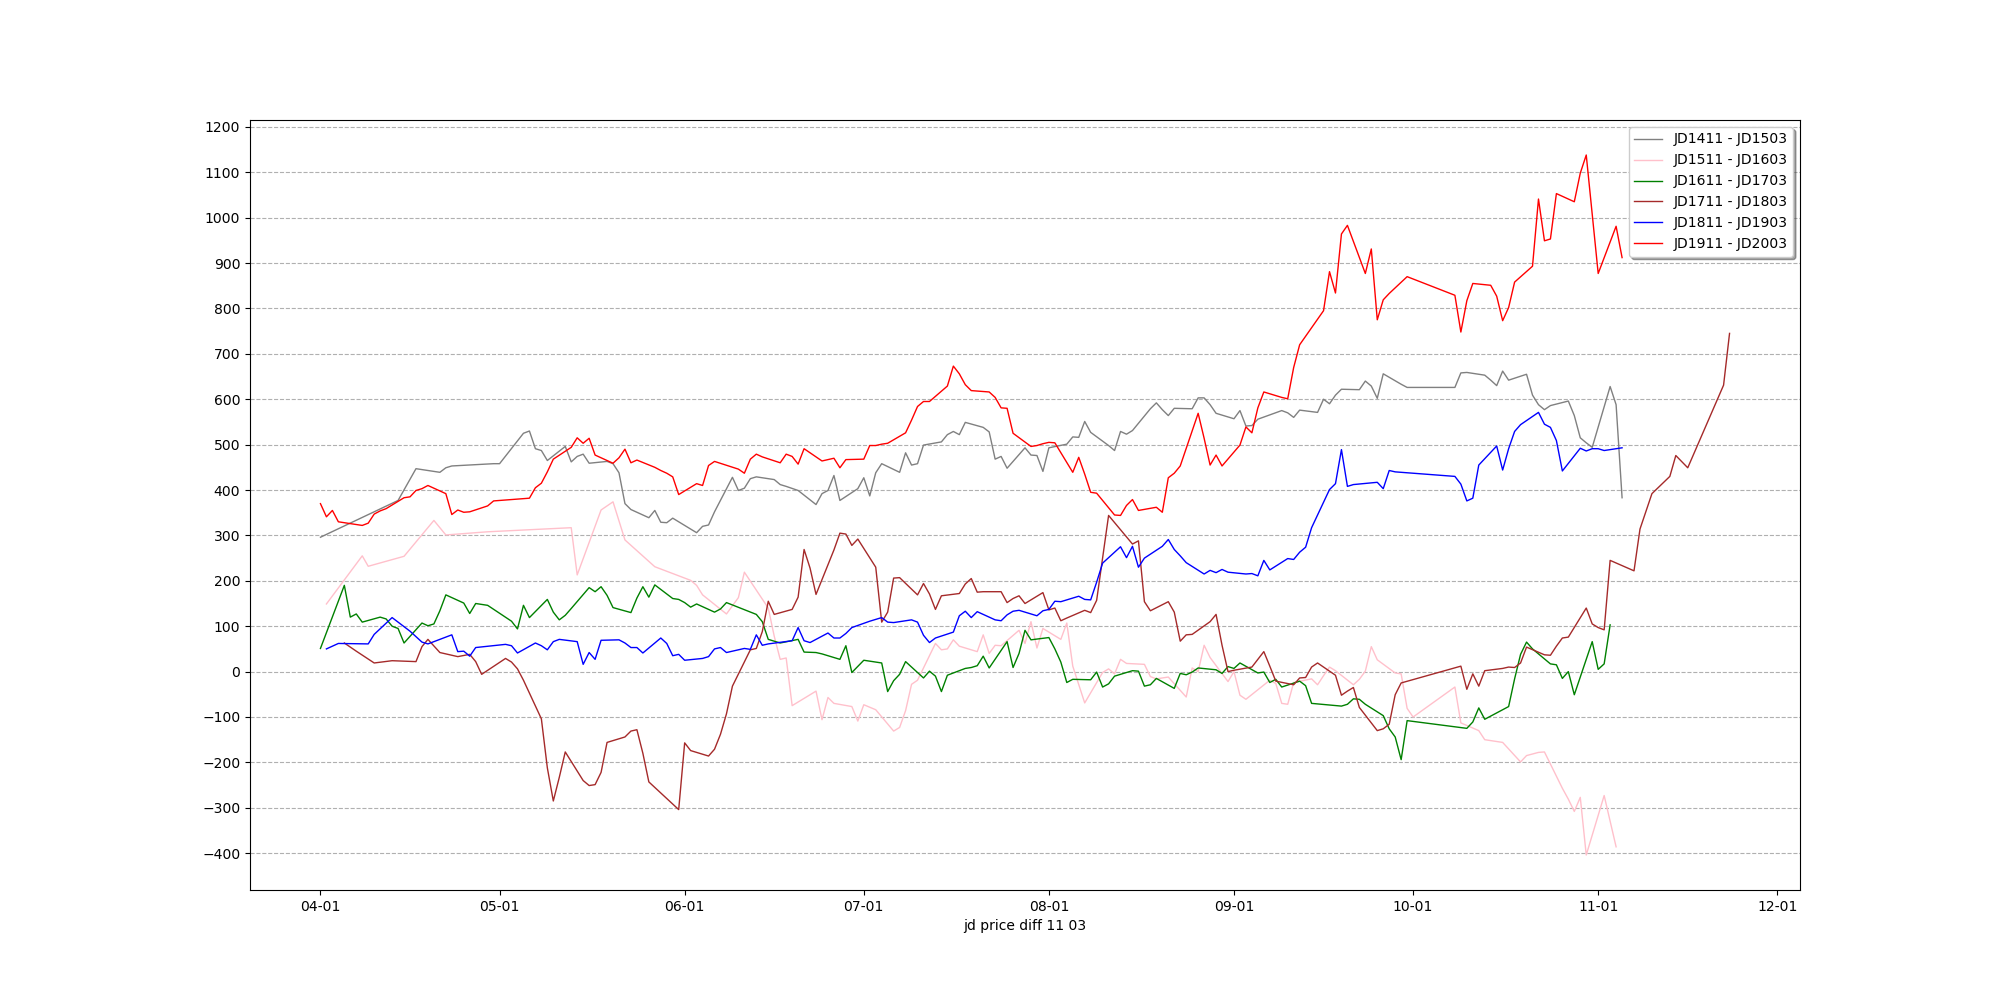 1200
1100
1000
900
800
700
600
500
400
300
200
100
0
−100
−200
−300
−400
JD1411 - JD1503
JD1511 - JD1603
JD1611 - JD1703
JD1711 - JD1803
JD1811 - JD1903
JD1911 - JD2003
04-01 05-01 06-01 07-01 08-01 09-01 10-01 11-01 12-01
jd price diff 11 03